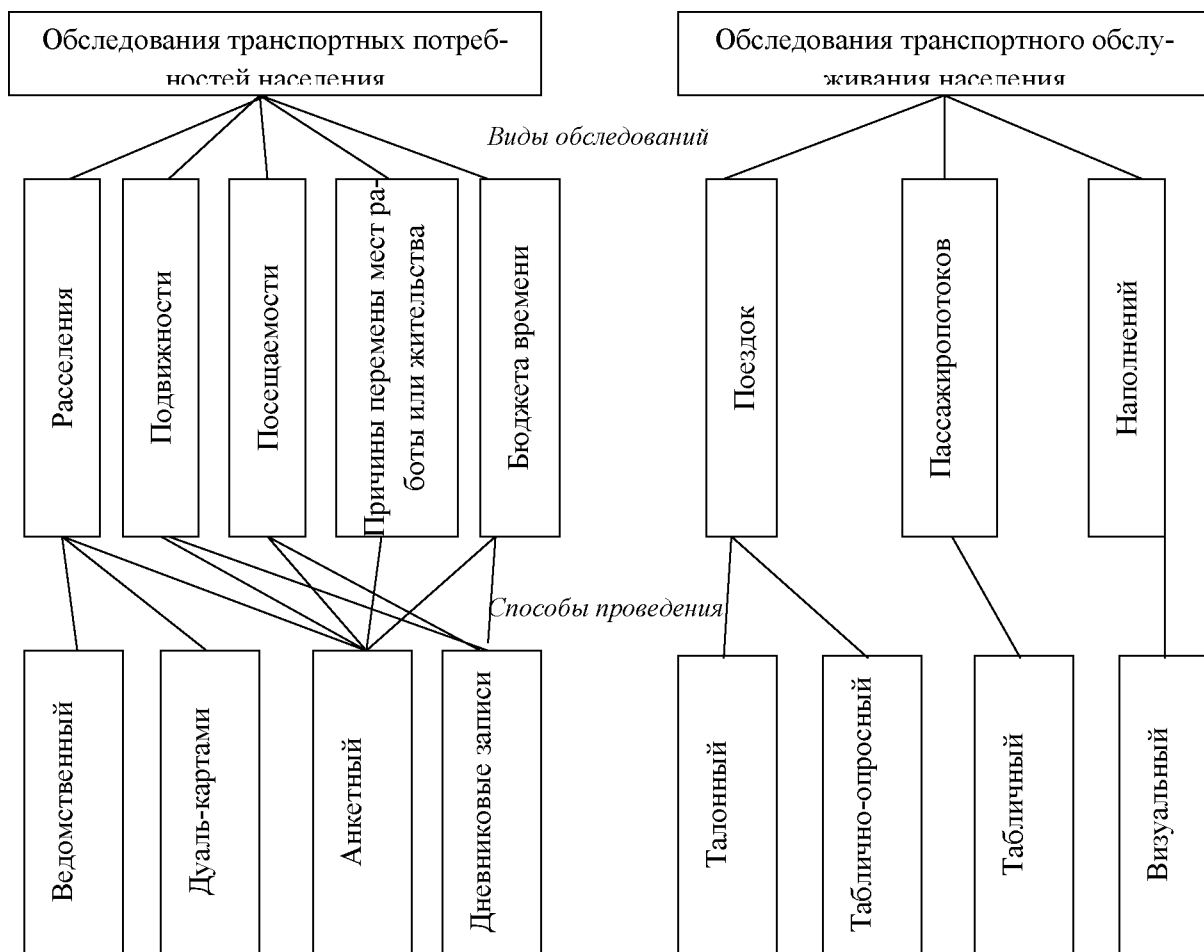 Обследования транспортных потреб-
ностей населения
Обследования транспортного обслу-
живания населения
Виды обследований
Расселения
Подвижности
Посещаемости
Причины перемены мест ра-
боты или жительства
Бюджета времени
Поездок
Пассажиропотоков
Наполнений
Способы проведения
Ведомственный
Дуаль-картами
Анкетный
Дневниковые записи
Талонный
Таблично-опросный
Табличный
Визуальный